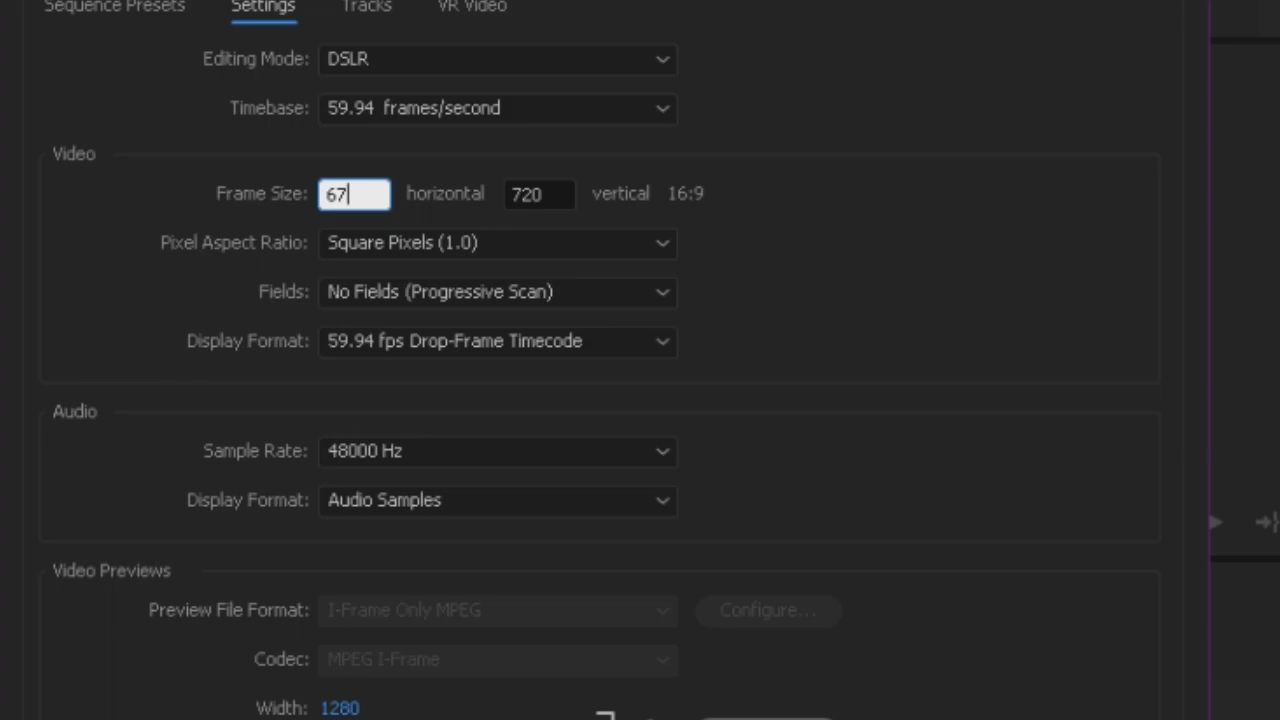 Sequence Presets Settings Tracks VR Video
Editing Mode: DSLR
Timebase: 59.94 frames/second
Video
Frame Size: 67 horizontal 720 vertical 16:9
Pixel Aspect Ratio: Square Pixels (1.0)
Fields: No Fields (Progressive Scan)
Display Format: 59.94 fps Drop-Frame Timecode
Audio
Sample Rate: 48000 Hz
Display Format: Audio Samples
Video Previews
Preview File Format: I-Frame Only MPEG Configure...
Codec: MPEG I-Frame
Width: 1280